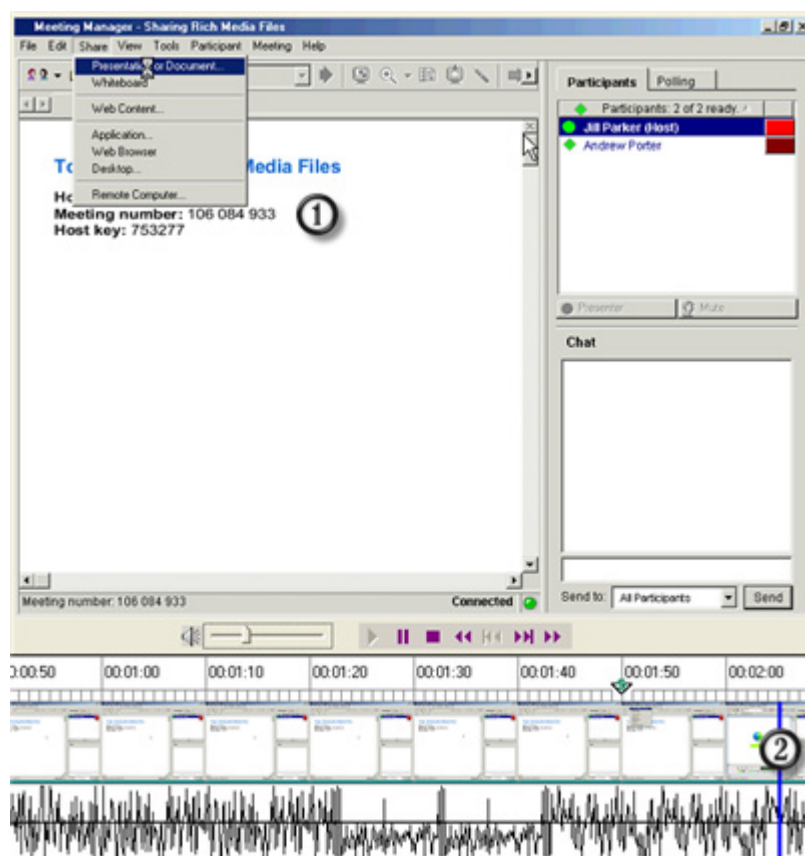 Meeting Manager - Sharing Rich Media Files
File Edit Share View Tools Participant Meeting Help
Presentation or Document...
Whiteboard
Web Content...
Application...
Web Browser
Desktop...
Remote Computer...
Media Files
Meeting number: 106 084 933
Host key: 753277
1
Participants Polling
Participants: 2 of 2 ready.
Jill Parker (Host)
Andrew Porter
Presenter Mute
Chat
Send to: All Participants Send
Meeting number: 106 084 933 Connected
0:00:50 00:01:00 00:01:10 00:01:20 00:01:30 00:01:40 00:01:50 00:02:00
2